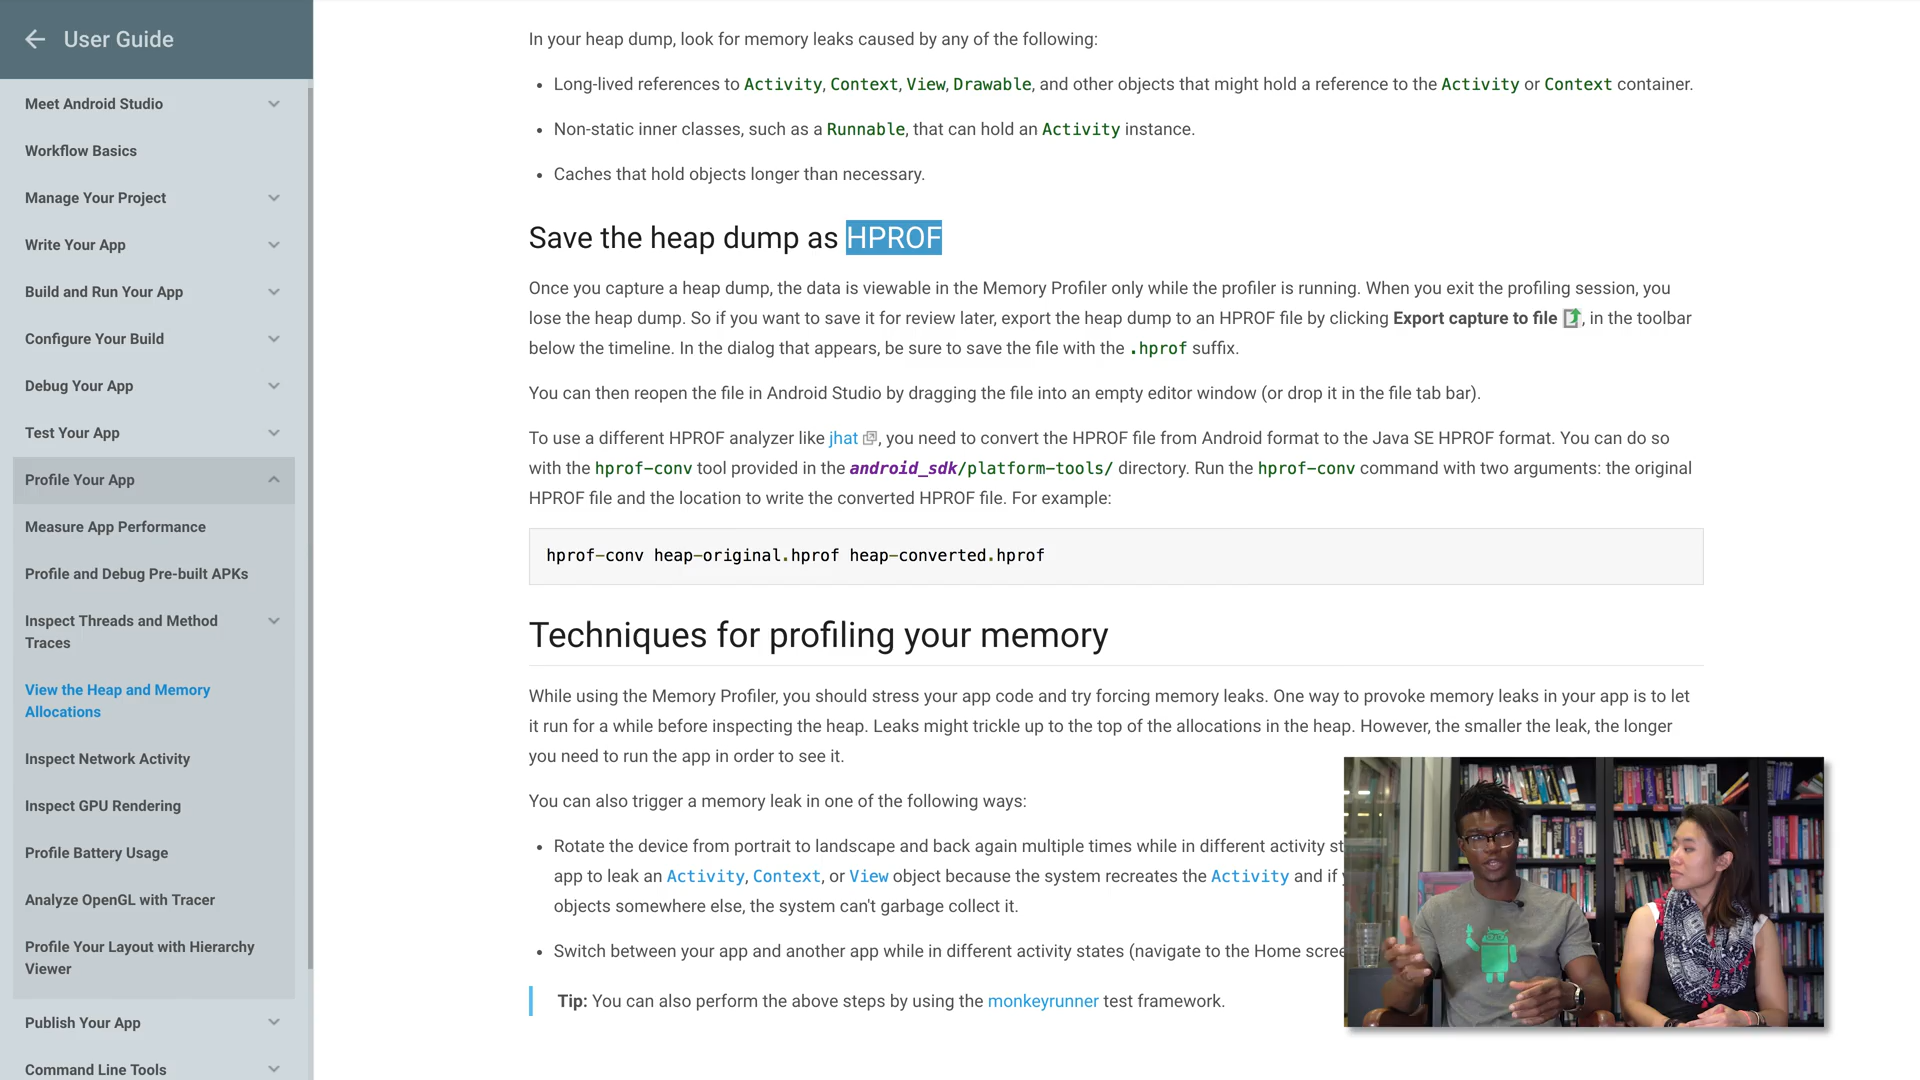 User Guide
Meet Android Studio
Workflow Basics
Manage Your Project
Write Your App
Build and Run Your App
Configure Your Build
Debug Your App
Test Your App
Profile Your App
Measure App Performance
Profile and Debug Pre-built APKs
Inspect Threads and Method
Traces
View the Heap and Memory
Allocations
Inspect Network Activity
Inspect GPU Rendering
Profile Battery Usage
Analyze OpenGL with Tracer
Profile Your Layout with Hierarchy
Viewer
Publish Your App
Command Line Tools
In your heap dump, look for memory leaks caused by any of the following:
• Long-lived references to Activity, Context, View, Drawable, and other objects that might hold a reference to the Activity or Context container.
• Non-static inner classes, such as a Runnable, that can hold an Activity instance.
• Caches that hold objects longer than necessary.
Save the heap dump as HPROF
Once you capture a heap dump, the data is viewable in the Memory Profiler only while the profiler is running. When you exit the profiling session, you
lose the heap dump. So if you want to save it for review later, export the heap dump to an HPROF file by clicking Export capture to file , in the toolbar
below the timeline. In the dialog that appears, be sure to save the file with the .hprof suffix.
You can then reopen the file in Android Studio by dragging the file into an empty editor window (or drop it in the file tab bar).
To use a different HPROF analyzer like jhat , you need to convert the HPROF file from Android format to the Java SE HPROF format. You can do so
with the hprof-conv tool provided in the android_sdk/platform-tools/ directory. Run the hprof-conv command with two arguments: the original
HPROF file and the location to write the converted HPROF file. For example:
hprof-conv heap-original.hprof heap-converted.hprof
Techniques for profiling your memory
While using the Memory Profiler, you should stress your app code and try forcing memory leaks. One way to provoke memory leaks in your app is to let
it run for a while before inspecting the heap. Leaks might trickle up to the top of the allocations in the heap. However, the smaller the leak, the longer
you need to run the app in order to see it.
You can also trigger a memory leak in one of the following ways:
• Rotate the device from portrait to landscape and back again multiple times while in different activity st
app to leak an Activity, Context, or View object because the system recreates the Activity and if
objects somewhere else, the system can't garbage collect it.
• Switch between your app and another app while in different activity states (navigate to the Home scree
Tip: You can also perform the above steps by using the monkeyrunner test framework.